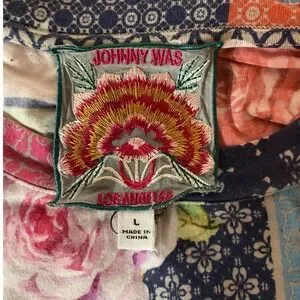 JOHNNY WAS
LOS ANGELES
L
MADE IN
CHINA